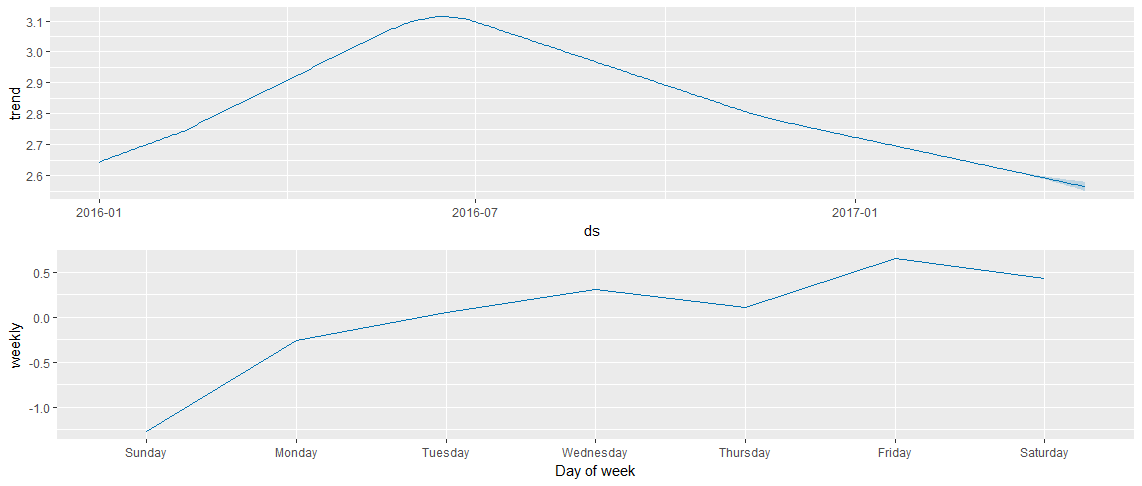 3.1
3.0
2.9
2.8
2.7
2.6
trend
2016-01 2016-07 2017-01
ds
0.5
0.0
-0.5
-1.0
weekly
Sunday Monday Tuesday Wednesday Thursday Friday Saturday
Day of week